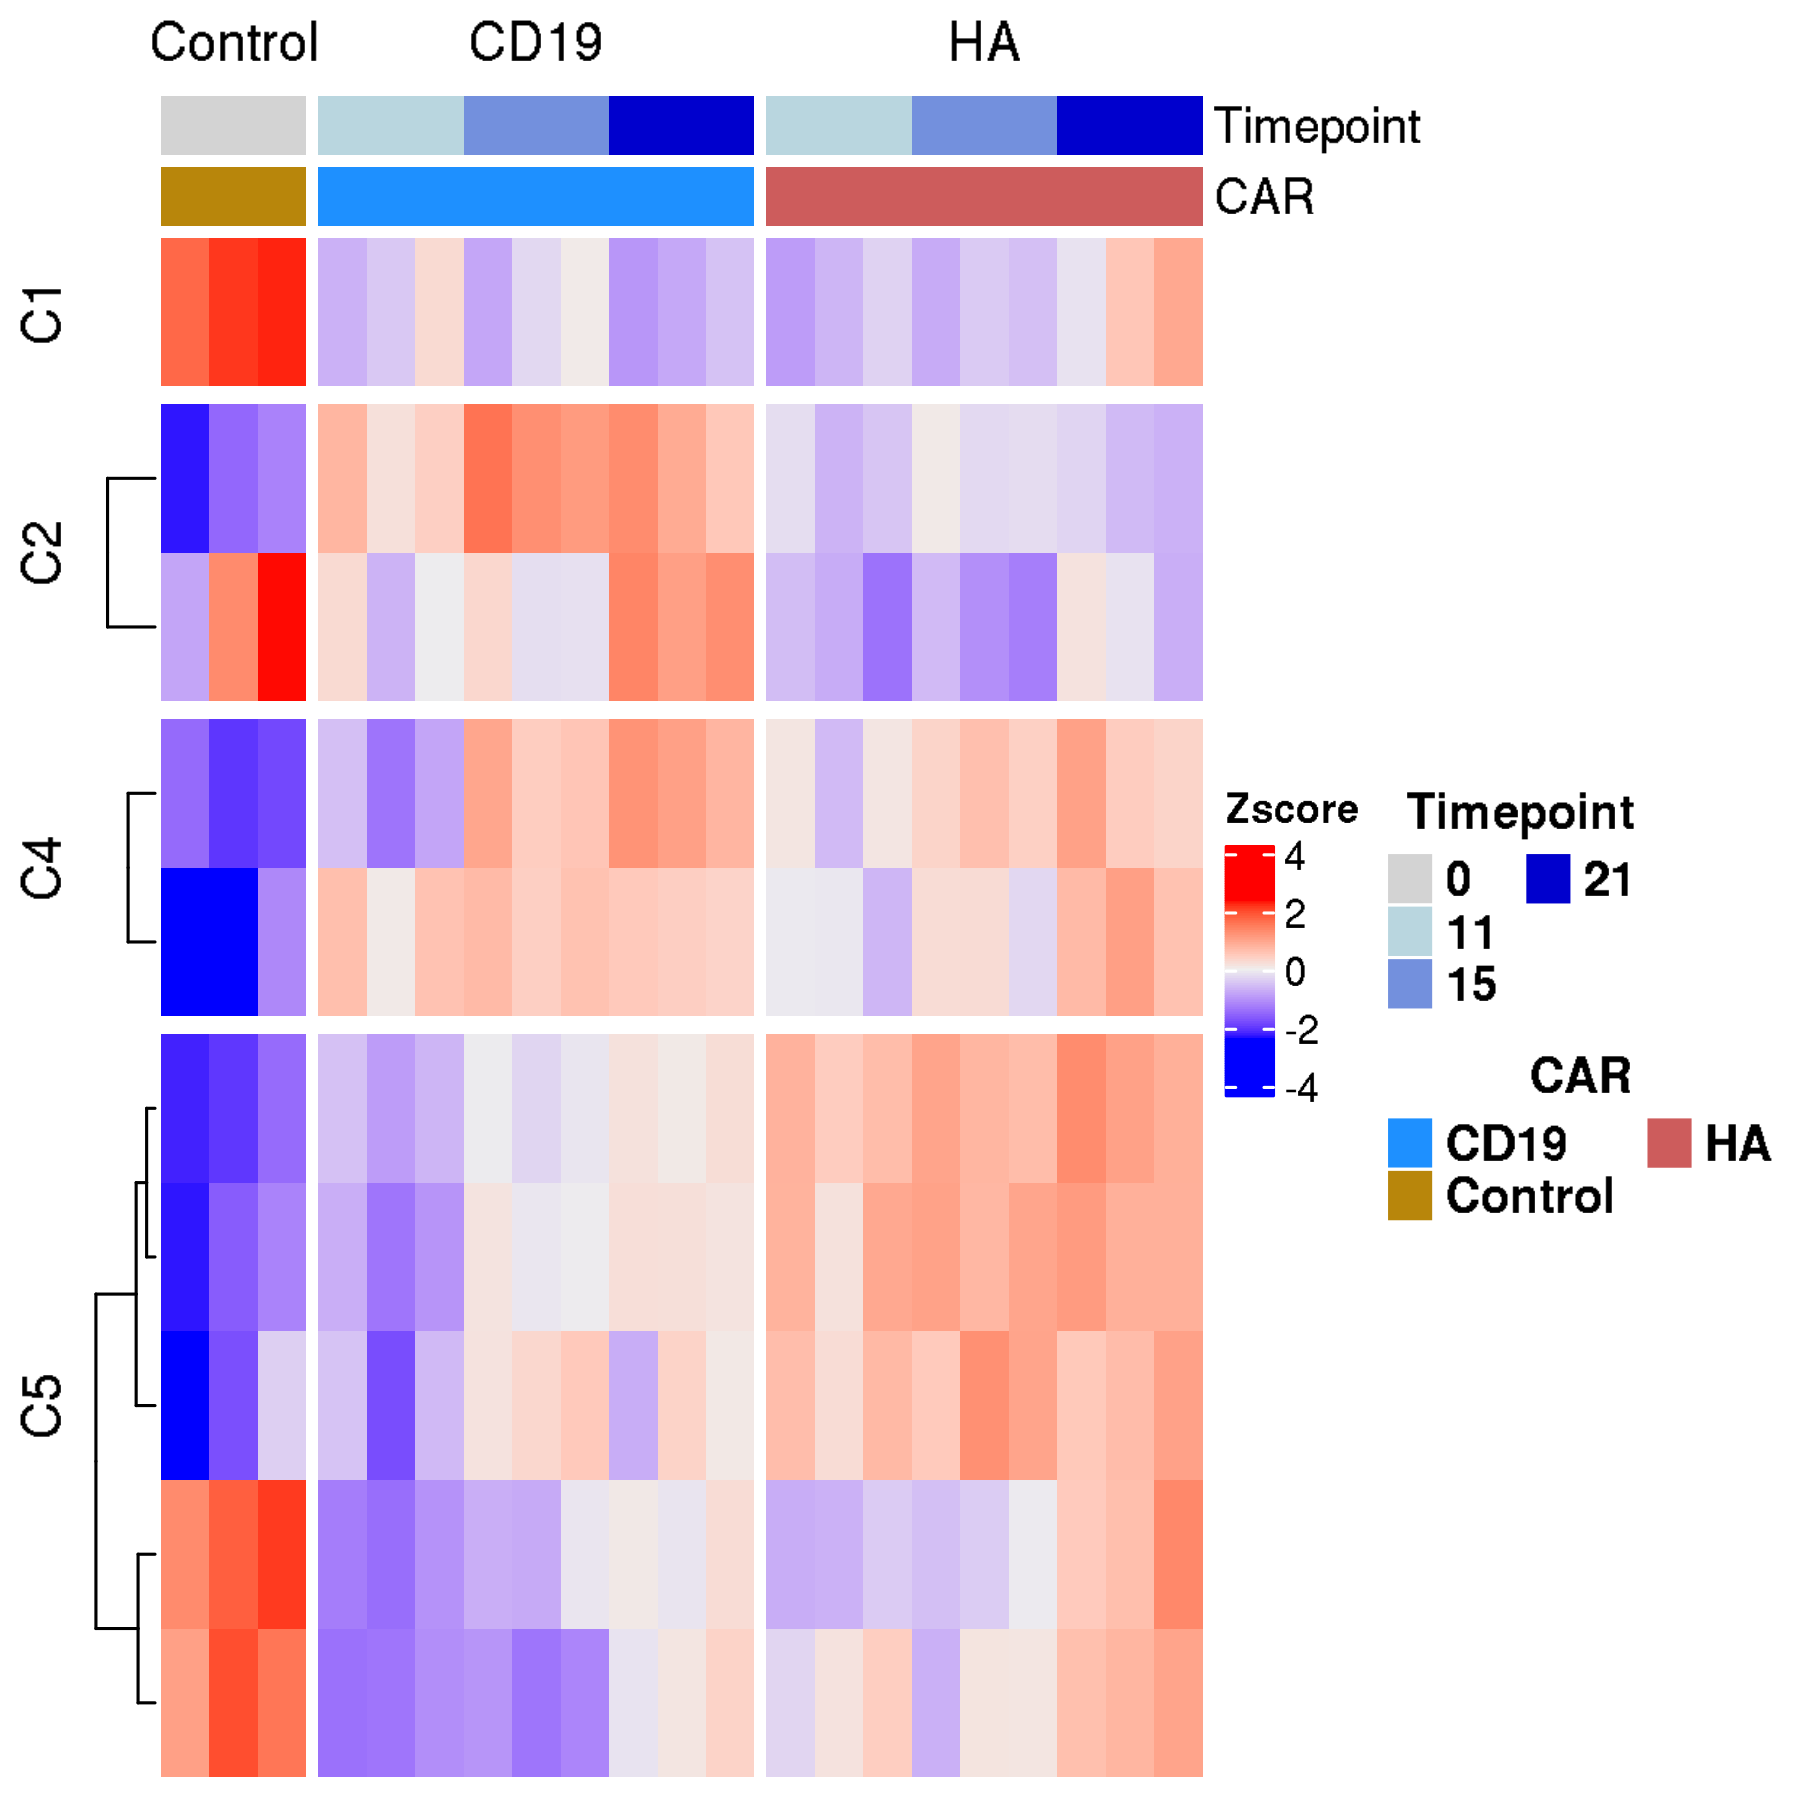 Control CD19 HA
Timepoint
CAR
C1
C2
C4
C5
Zscore
4
2
0
-2
-4
Timepoint
0 21
11
15
CAR
CD19 HA
Control